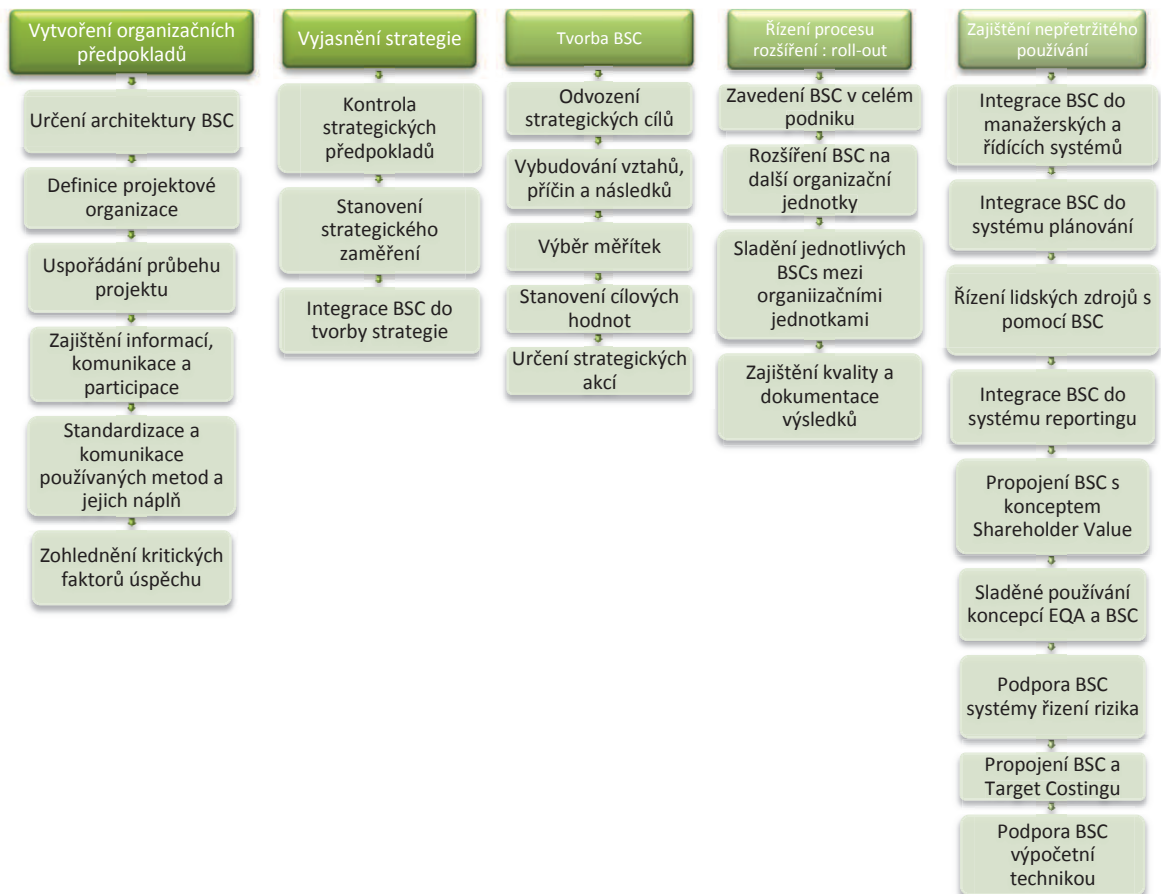 Vytvoření organizačních
předpokladů
Určení architektury BSC
Definice projektové
organizace
Uspořádání průbehu
projektu
Zajištění informací,
komunikace a
participace
Standardizace a
komunikace
používaných metod a
jejich náplň
Zohlednění kritických
faktorů úspěchu
Vyjasnění strategie
Kontrola
strategických
předpokladů
Stanovení
strategického
zaměření
Integrace BSC do
tvorby strategie
Tvorba BSC
Odvození
strategických cílů
Vybudování vztahů,
příčin a následků
Výběr měřítek
Stanovení cílových
hodnot
Určení strategických
akcí
Řízení procesu
rozšíření : roll-out
Zavedení BSC v celém
podniku
Rozšíření BSC na
další organizační
jednotky
Sladění jednotlivých
BSCs mezi
organiizačními
jednotkami
Zajištění kvality a
dokumentace
výsledků
Zajištění nepřetržitého
používání
Integrace BSC do
manažerských a
řídících systémů
Integrace BSC do
systému plánování
Řízení lidských zdrojů s
pomocí BSC
Integrace BSC do
systému reportingu
Propojení BSC s
konceptem
Shareholder Value
Sladěné používání
koncepcí EQA a BSC
Podpora BSC
systémy řizení rizika
Propojení BSC a
Target Costingu
Podpora BSC
výpočetní
technikou